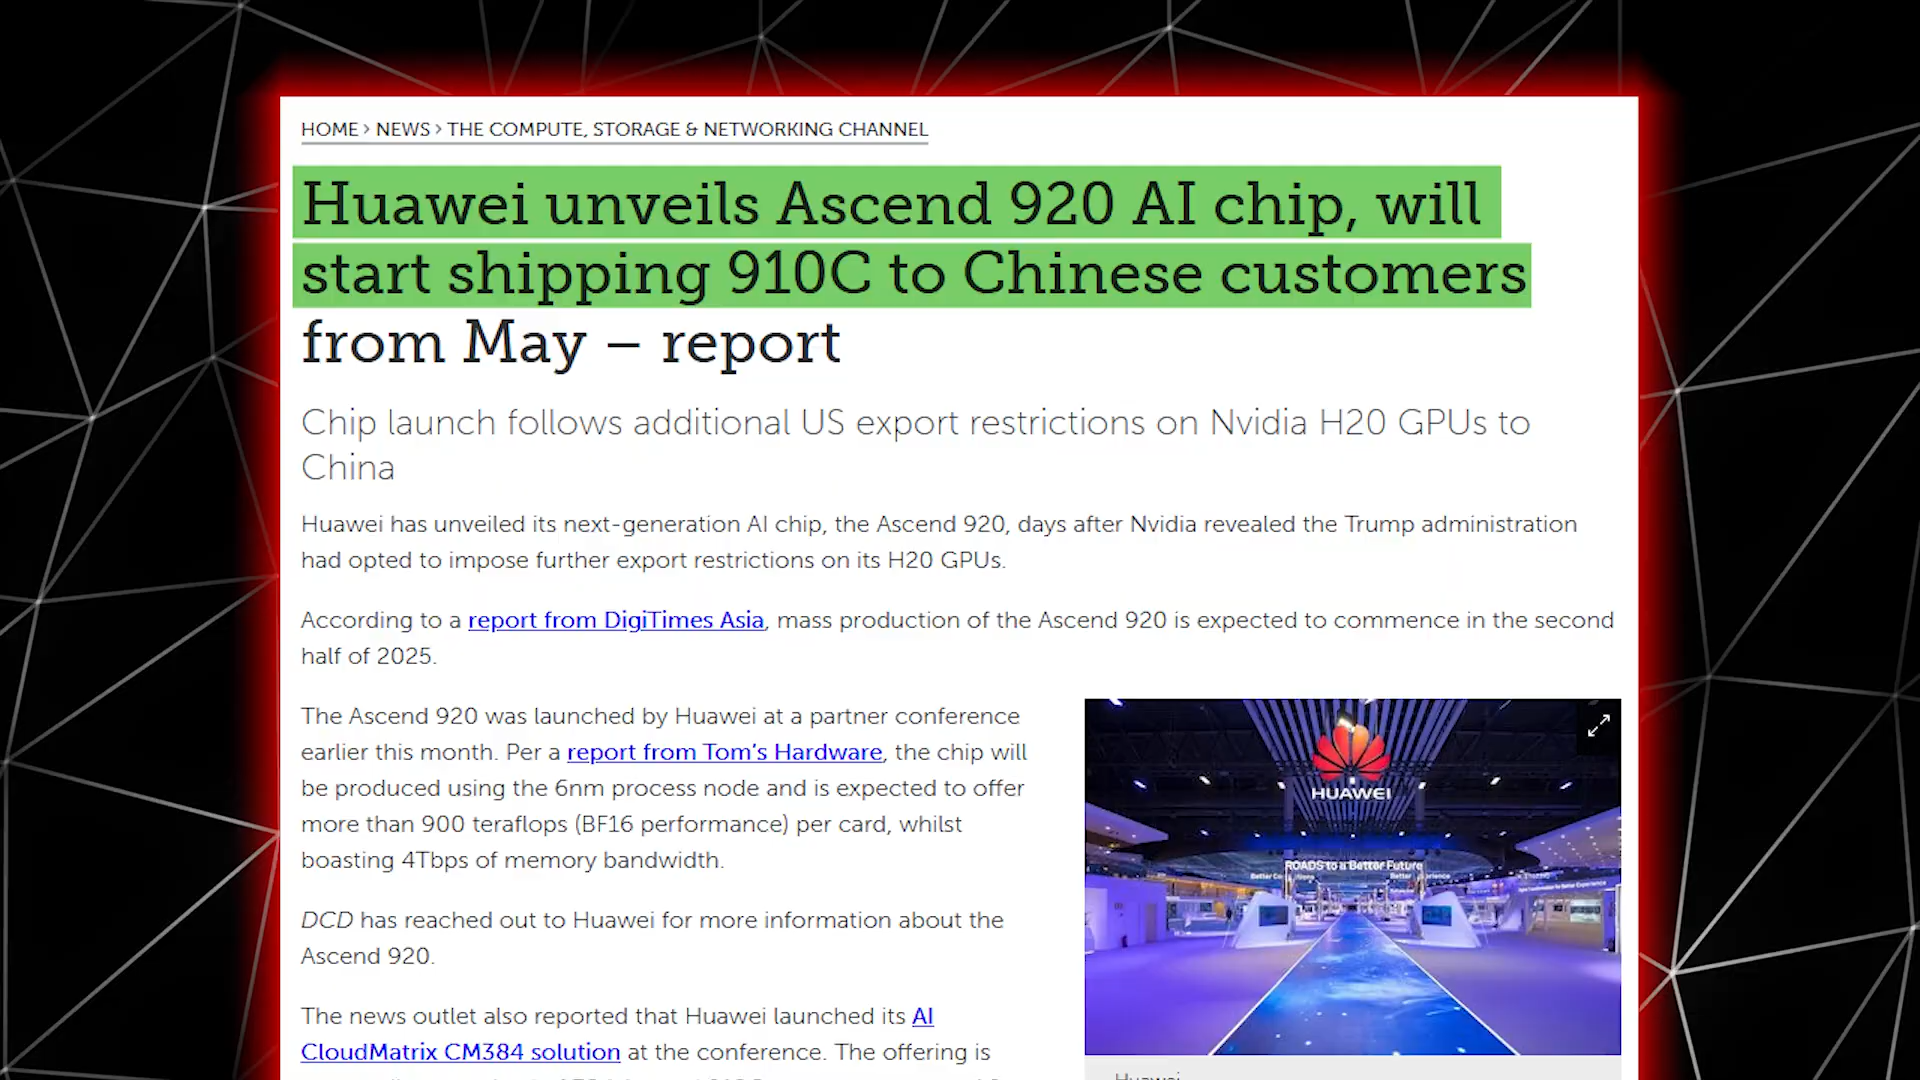 HOME › NEWS › THE COMPUTE, STORAGE & NETWORKING CHANNEL
Huawei unveils Ascend 920 AI chip, will
start shipping 910C to Chinese customers
from May – report
Chip launch follows additional US export restrictions on Nvidia H20 GPUs to
China
Huawei has unveiled its next-generation AI chip, the Ascend 920, days after Nvidia revealed the Trump administration
had opted to impose further export restrictions on its H20 GPUs.
According to a report from DigiTimes Asia, mass production of the Ascend 920 is expected to commence in the second
half of 2025.
The Ascend 920 was launched by Huawei at a partner conference
earlier this month. Per a report from Tom’s Hardware, the chip will
be produced using the 6nm process node and is expected to offer
more than 900 teraflops (BF16 performance) per card, whilst
boasting 4Tbps of memory bandwidth.
DCD has reached out to Huawei for more information about the
Ascend 920.
The news outlet also reported that Huawei launched its AI
CloudMatrix CM384 solution at the conference. The offering is
HUAWEI
ROADS to a Better Future
Huawei